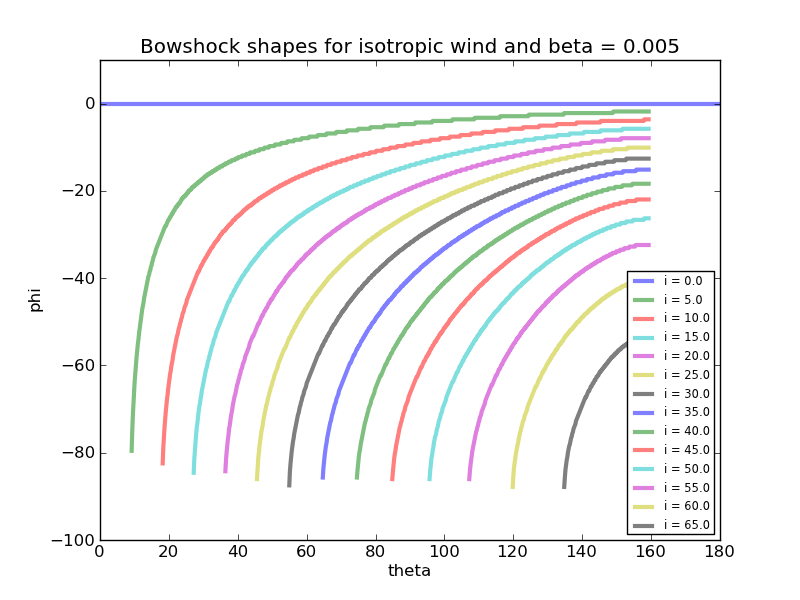 Bowshock shapes for isotropic wind and beta = 0.005
phi
0
−20
−40
−60
−80
−100
0 20 40 60 80 100 120 140 160 180
theta
i = 0.0
i = 5.0
i = 10.0
i = 15.0
i = 20.0
i = 25.0
i = 30.0
i = 35.0
i = 40.0
i = 45.0
i = 50.0
i = 55.0
i = 60.0
i = 65.0